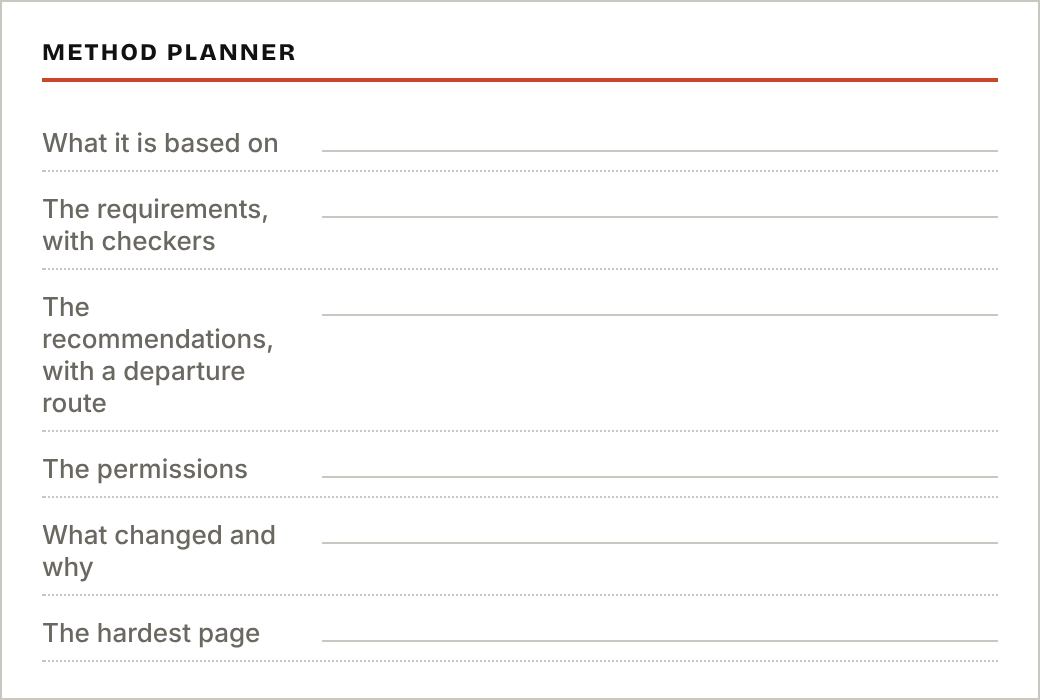 METHOD PLANNER
What it is based on
The requirements,
with checkers
The
recommendations,
with a departure
route
The permissions
What changed and
why
The hardest page